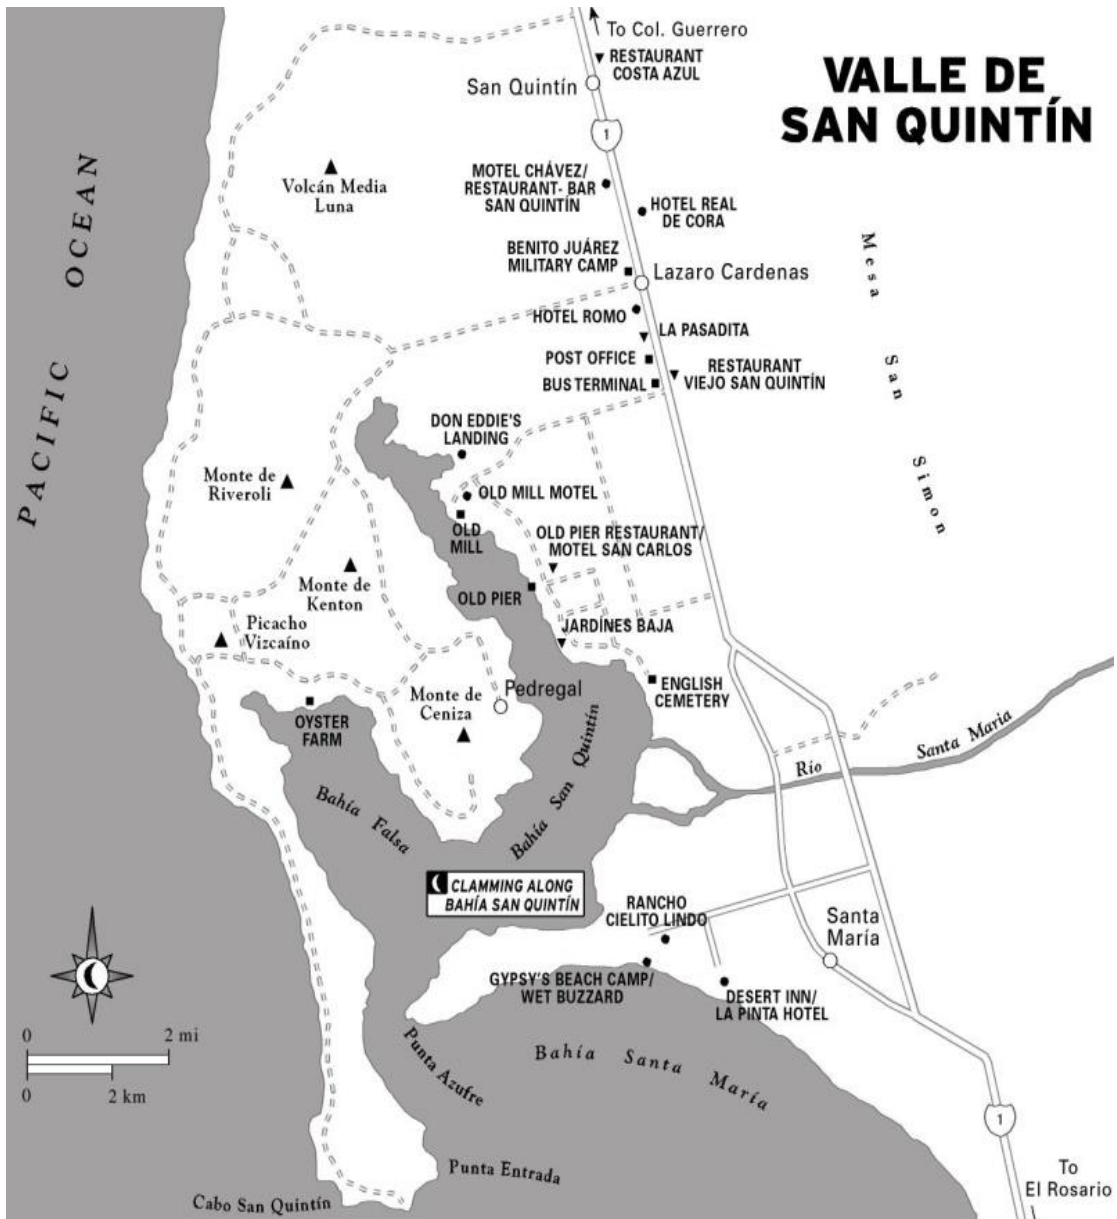 To Col. Guerrero
RESTAURANT
COSTA AZUL
VALLE DE
SAN QUINTÍN
San Quintín
1
PACIFIC OCEAN
Volcán Media
Luna
MOTEL CHÁVEZ/
RESTAURANT- BAR
SAN QUINTÍN
HOTEL REAL
DE CORA
BENITO JUÁREZ
MILITARY CAMP
Lazaro Cardenas
Mesa San Simon
HOTEL ROMO
LA PASADITA
POST OFFICE
RESTAURANT
VIEJO SAN QUINTÍN
BUS TERMINAL
DON EDDIE'S
LANDING
Monte de
Riveroli
OLD MILL MOTEL
OLD
MILL
OLD PIER RESTAURANT/
MOTEL SAN CARLOS
Monte de
Kenton
OLD PIER
Picacho
Vizcaíno
JARDÍNES BAJA
Monte de
Ceniza
Pedregal
ENGLISH
CEMETERY
OYSTER
FARM
Río Santa Maria
Bahía Falsa
Bahía San Quintín
CLAMMING ALONG
BAHÍA SAN QUINTÍN
RANCHO
CIELITO LINDO
Santa
María
GYPSY'S BEACH CAMP/
WET BUZZARD
DESERT INN/
LA PINTA HOTEL
0 2 mi
0 2 km
Punta Azufre
Bahía Santa María
1
Punta Entrada
Cabo San Quintín
To
El Rosario